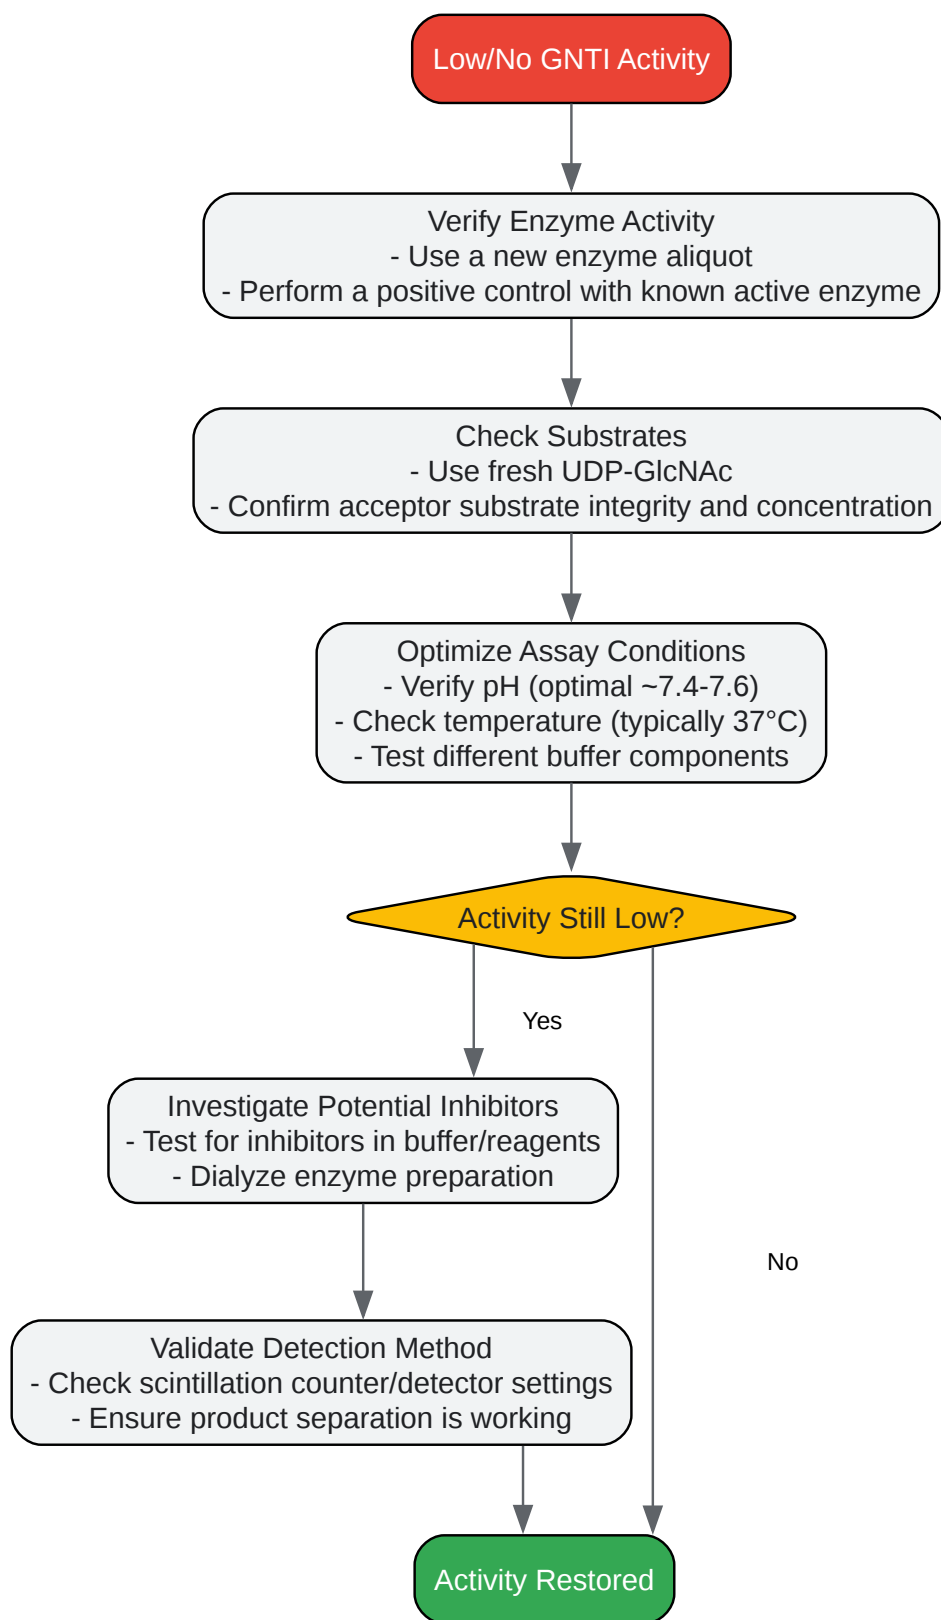 Low/No GNTI Activity
Verify Enzyme Activity
- Use a new enzyme aliquot
- Perform a positive control with known active enzyme
Check Substrates
- Use fresh UDP-GlcNAc
- Confirm acceptor substrate integrity and concentration
Optimize Assay Conditions
- Verify pH (optimal ~7.4-7.6)
- Check temperature (typically 37°C)
- Test different buffer components
Activity Still Low?
Yes
Investigate Potential Inhibitors
- Test for inhibitors in buffer/reagents
- Dialyze enzyme preparation
No
Validate Detection Method
- Check scintillation counter/detector settings
- Ensure product separation is working
Activity Restored